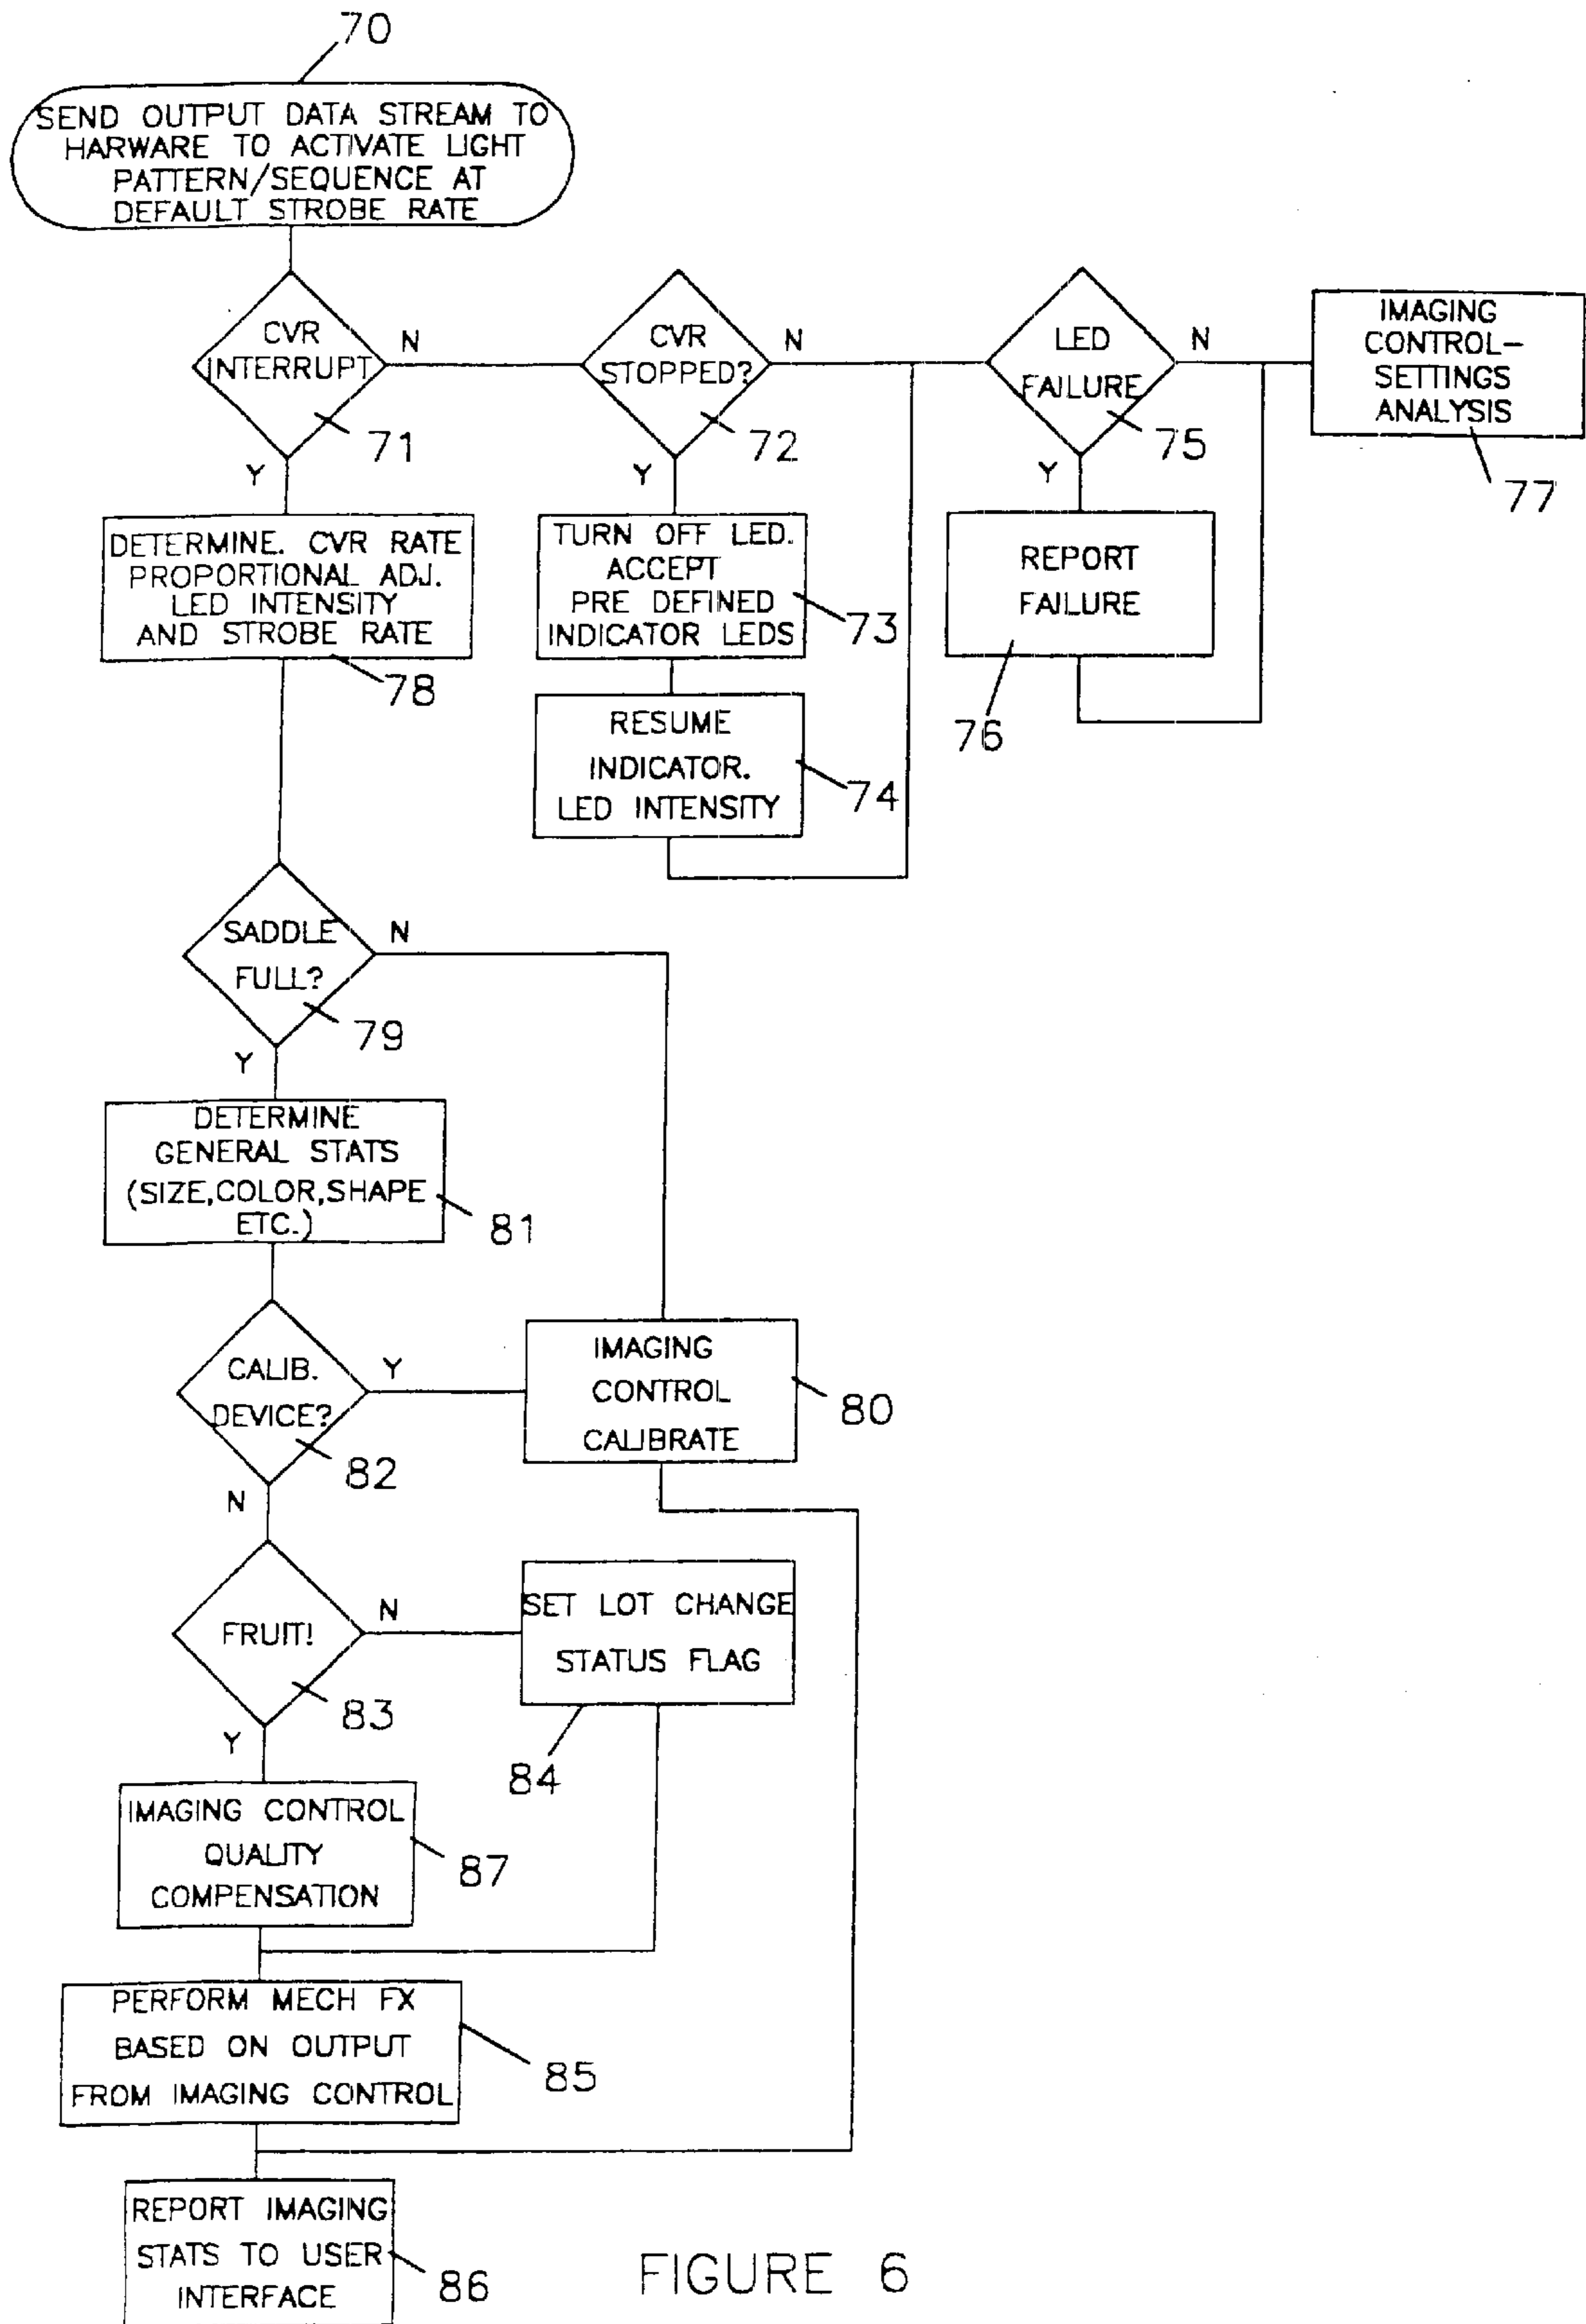 70
SEND OUTPUT DATA STREAM TO
HARWARE TO ACTIVATE LIGHT
PATTERN/SEQUENCE AT
DEFAULT STROBE RATE
CVR
INTERRUPT
N
71
Y
CVR
STOPPED?
N
72
Y
LED
FAILURE
N
75
Y
IMAGING
CONTROL-
SETTINGS
ANALYSIS
77
DETERMINE. CVR RATE
PROPORTIONAL ADJ.
LED INTENSITY
AND STROBE RATE
78
TURN OFF LED.
ACCEPT
PRE DEFINED
INDICATOR LEDS
73
REPORT
FAILURE
76
RESUME
INDICATOR.
LED INTENSITY
74
SADDLE
FULL?
N
79
Y
DETERMINE
GENERAL STATS
(SIZE,COLOR,SHAPE
ETC.)
81
CALIB.
DEVICE?
Y
82
N
IMAGING
CONTROL
CALIBRATE
80
FRUIT!
N
83
Y
SET LOT CHANGE
STATUS FLAG
84
IMAGING CONTROL
QUALITY
COMPENSATION
87
PERFORM MECH FX
BASED ON OUTPUT
FROM IMAGING CONTROL
85
REPORT IMAGING
STATS TO USER
INTERFACE
86
FIGURE 6